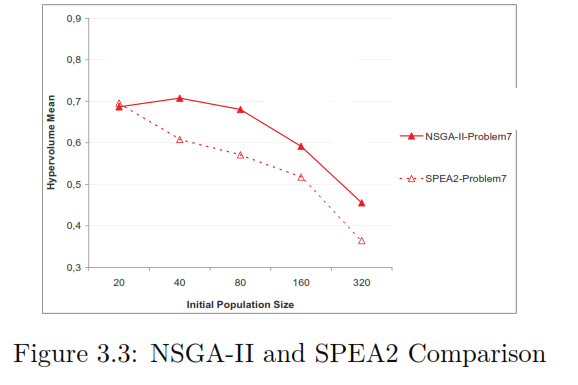 0,9
0,8
0,7
0,6
0,5
0,4
0,3
Hypervolume Mean
20 40 80 160 320
Initial Population Size
NSGA-II-Problem7
SPEA2-Problem7
Figure 3.3: NSGA-II and SPEA2 Comparison